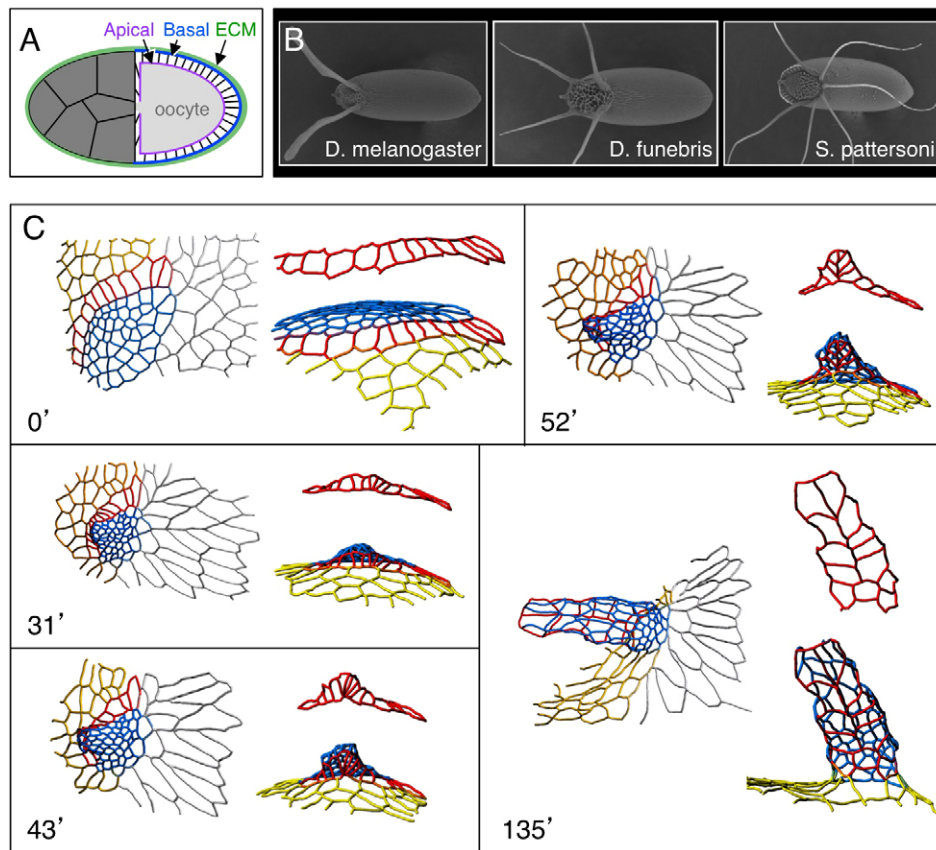 A
Apical Basal ECM
oocyte
B
D. melanogaster
D. funebris
S. pattersoni
C
0’
52’
31’
43’
135’